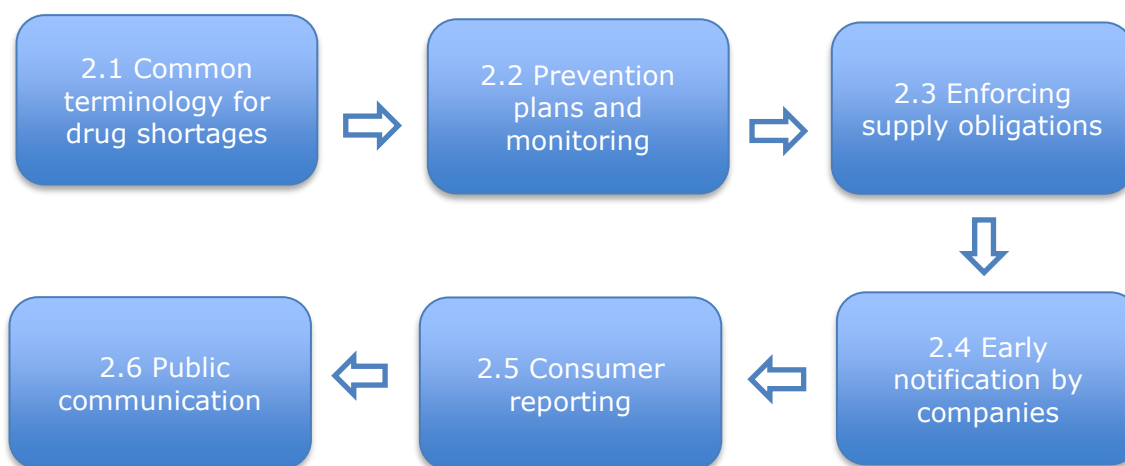 2.1 Common
terminology for
drug shortages
2.2 Prevention
plans and
monitoring
2.3 Enforcing
supply obligations
2.4 Early
notification by
companies
2.5 Consumer
reporting
2.6 Public
communication